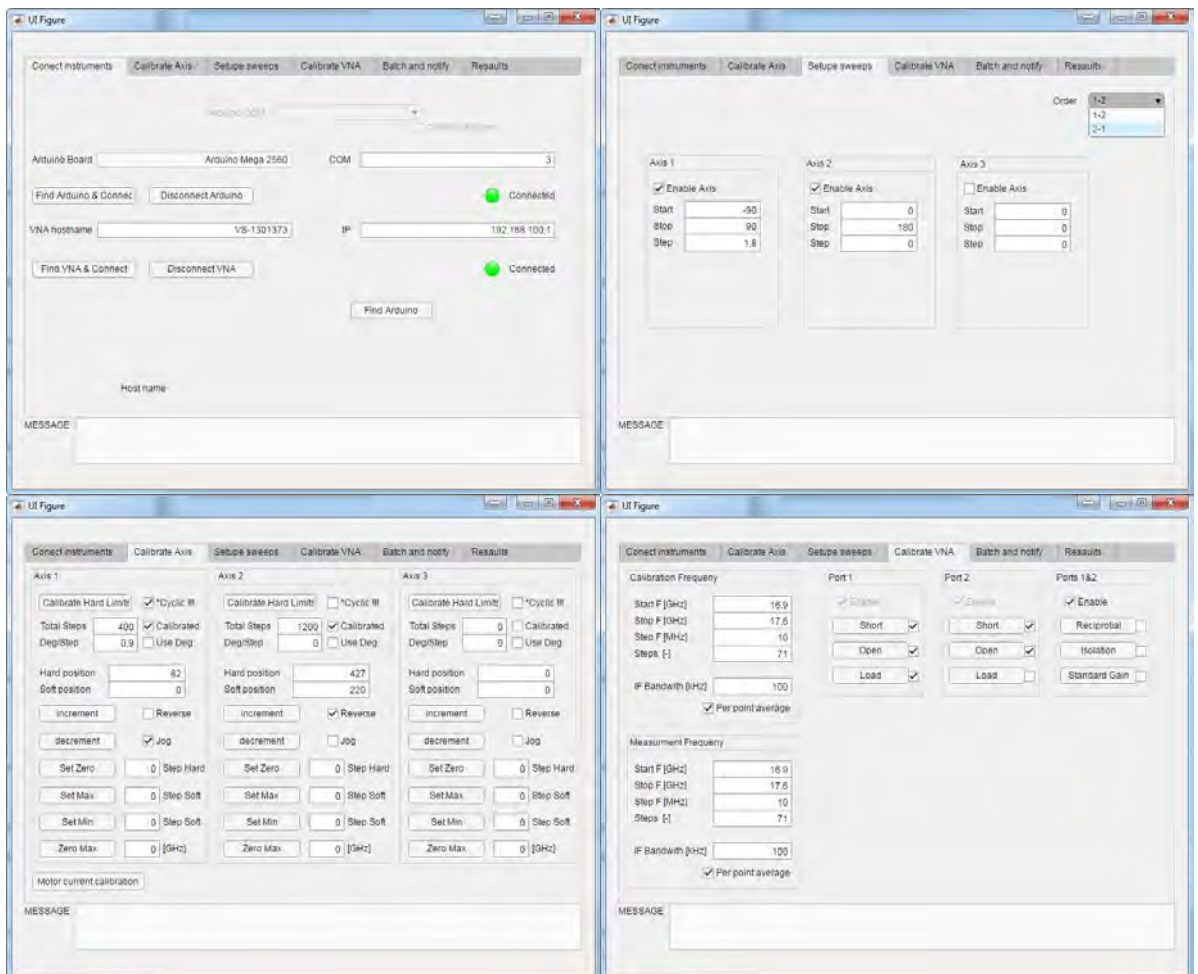 UI Figure
Conect instruments Calibrate Axis Setupe sweeps Calibrate VNA Batch and notify Resaults
Arduino Board Arduino Mega 2560 COM 3
Find Arduino & Connec Disconnect Arduino Connected
VNA hostname VS-1301373 IP 192.168.100.1
Find VNA & Connect Disconnect VNA Connected
Find Arduino
Host name
MESSAGE
UI Figure
Conect instruments Calibrate Axis Setupe sweeps Calibrate VNA Batch and notify Resaults
Order 1-2
1-2
2-1
Axis 1 Axis 2 Axis 3
Enable Axis Enable Axis Enable Axis
Start -90 Start 0 Start 0
Stop 90 Stop 180 Stop 0
Step 1.8 Step 0 Step 0
MESSAGE
UI Figure
Conect instruments Calibrate Axis Setupe sweeps Calibrate VNA Batch and notify Resaults
Axis 1 Axis 2 Axis 3
Calibrate Hard Limits *Cyclic !!! Calibrate Hard Limits *Cyclic !!! Calibrate Hard Limits *Cyclic !!!
Total Steps 400 Calibrated Total Steps 1200 Calibrated Total Steps 0 Calibrated
Deg/Step 0.9 Use Deg Deg/Step 0 Use Deg Deg/Step 0 Use Deg
Hard position 82 Hard position 427 Hard position 0
Soft position 0 Soft position 220 Soft position 0
increment Reverse increment Reverse increment Reverse
decrement Jog decrement Jog decrement Jog
Set Zero 0 Step Hard Set Zero 0 Step Hard Set Zero 0 Step Hard
Set Max 0 Step Soft Set Max 0 Step Soft Set Max 0 Step Soft
Set Min 0 Step Soft Set Min 0 Step Soft Set Min 0 Step Soft
Zero Max 0 [GHz] Zero Max 0 [GHz] Zero Max 0 [GHz]
Motor current calibration
MESSAGE
UI Figure
Conect instruments Calibrate Axis Setupe sweeps Calibrate VNA Batch and notify Resaults
Calibration Frequeny Port 1 Port 2 Ports 1&2
Enable Enable Enable
Start F [GHz] 16.9 Short Short Reciprobal
Stop F [GHz] 17.6 Open Open Isolation
Step F [MHz] 10 Load Load Standard Gain
Steps [-] 71
IF Bandwith [kHz] 100
Per point average
Measurment Frequeny
Start F [GHz] 16.9
Stop F [GHz] 17.6
Step F [MHz] 10
Steps [-] 71
IF Bandwith [kHz] 100
Per point average
MESSAGE